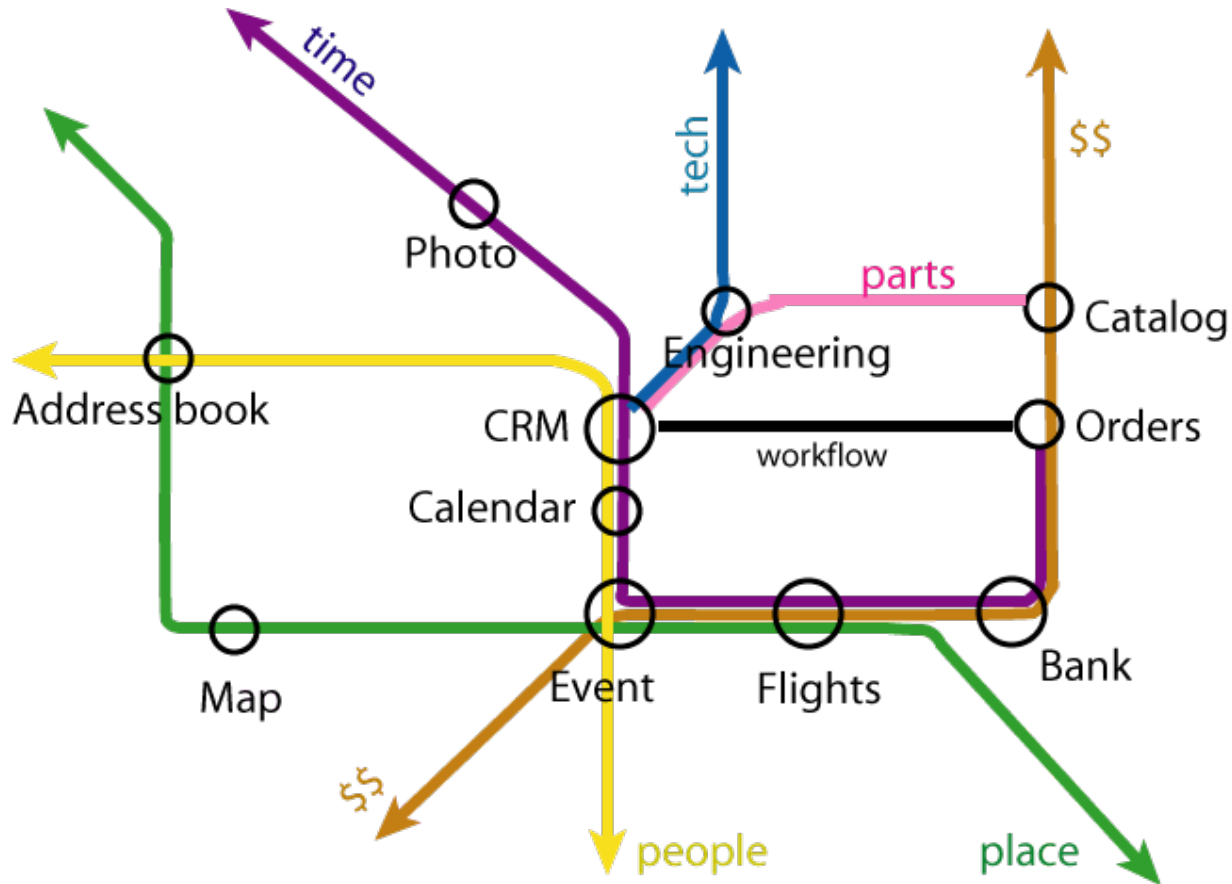 time
tech
$$
Photo
parts
Catalog
Engineering
Address book
CRM
Orders
workflow
Calendar
Event
Flights
Bank
Map
$$
people
place